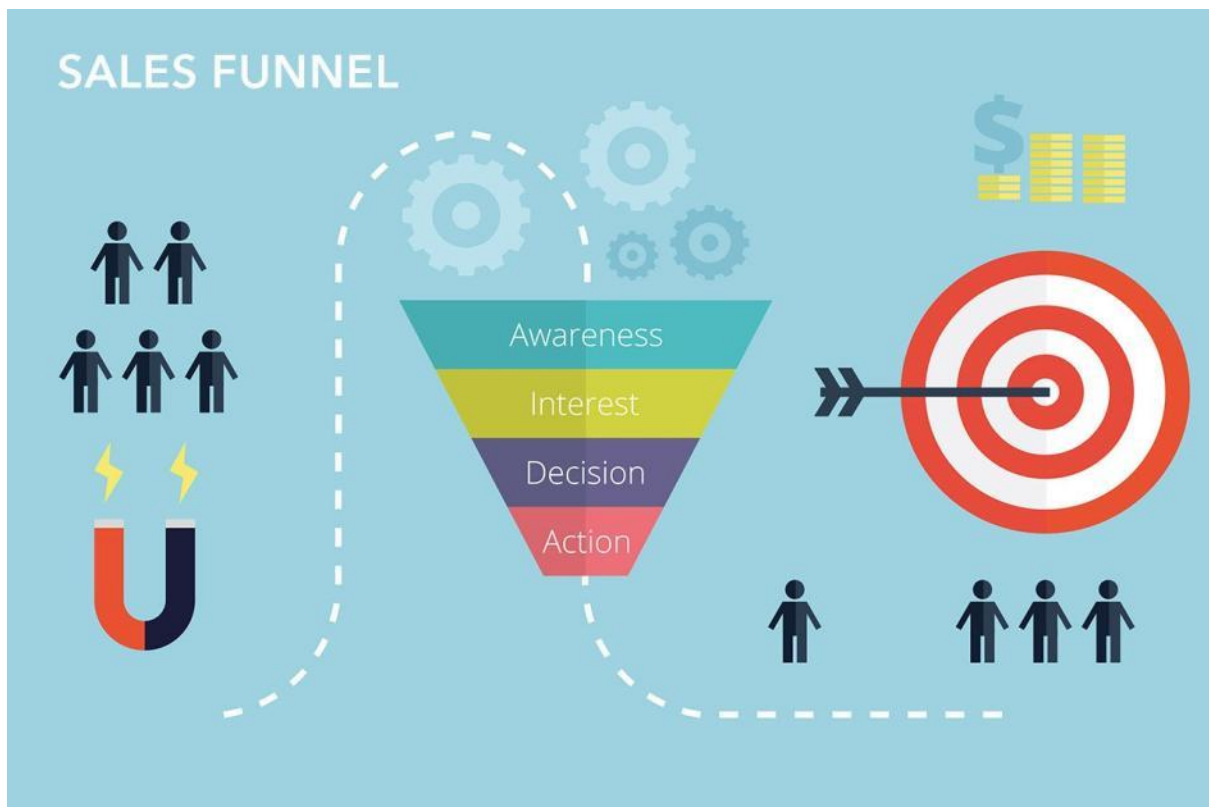 SALES FUNNEL
$
Awareness
Interest
Decision
Action